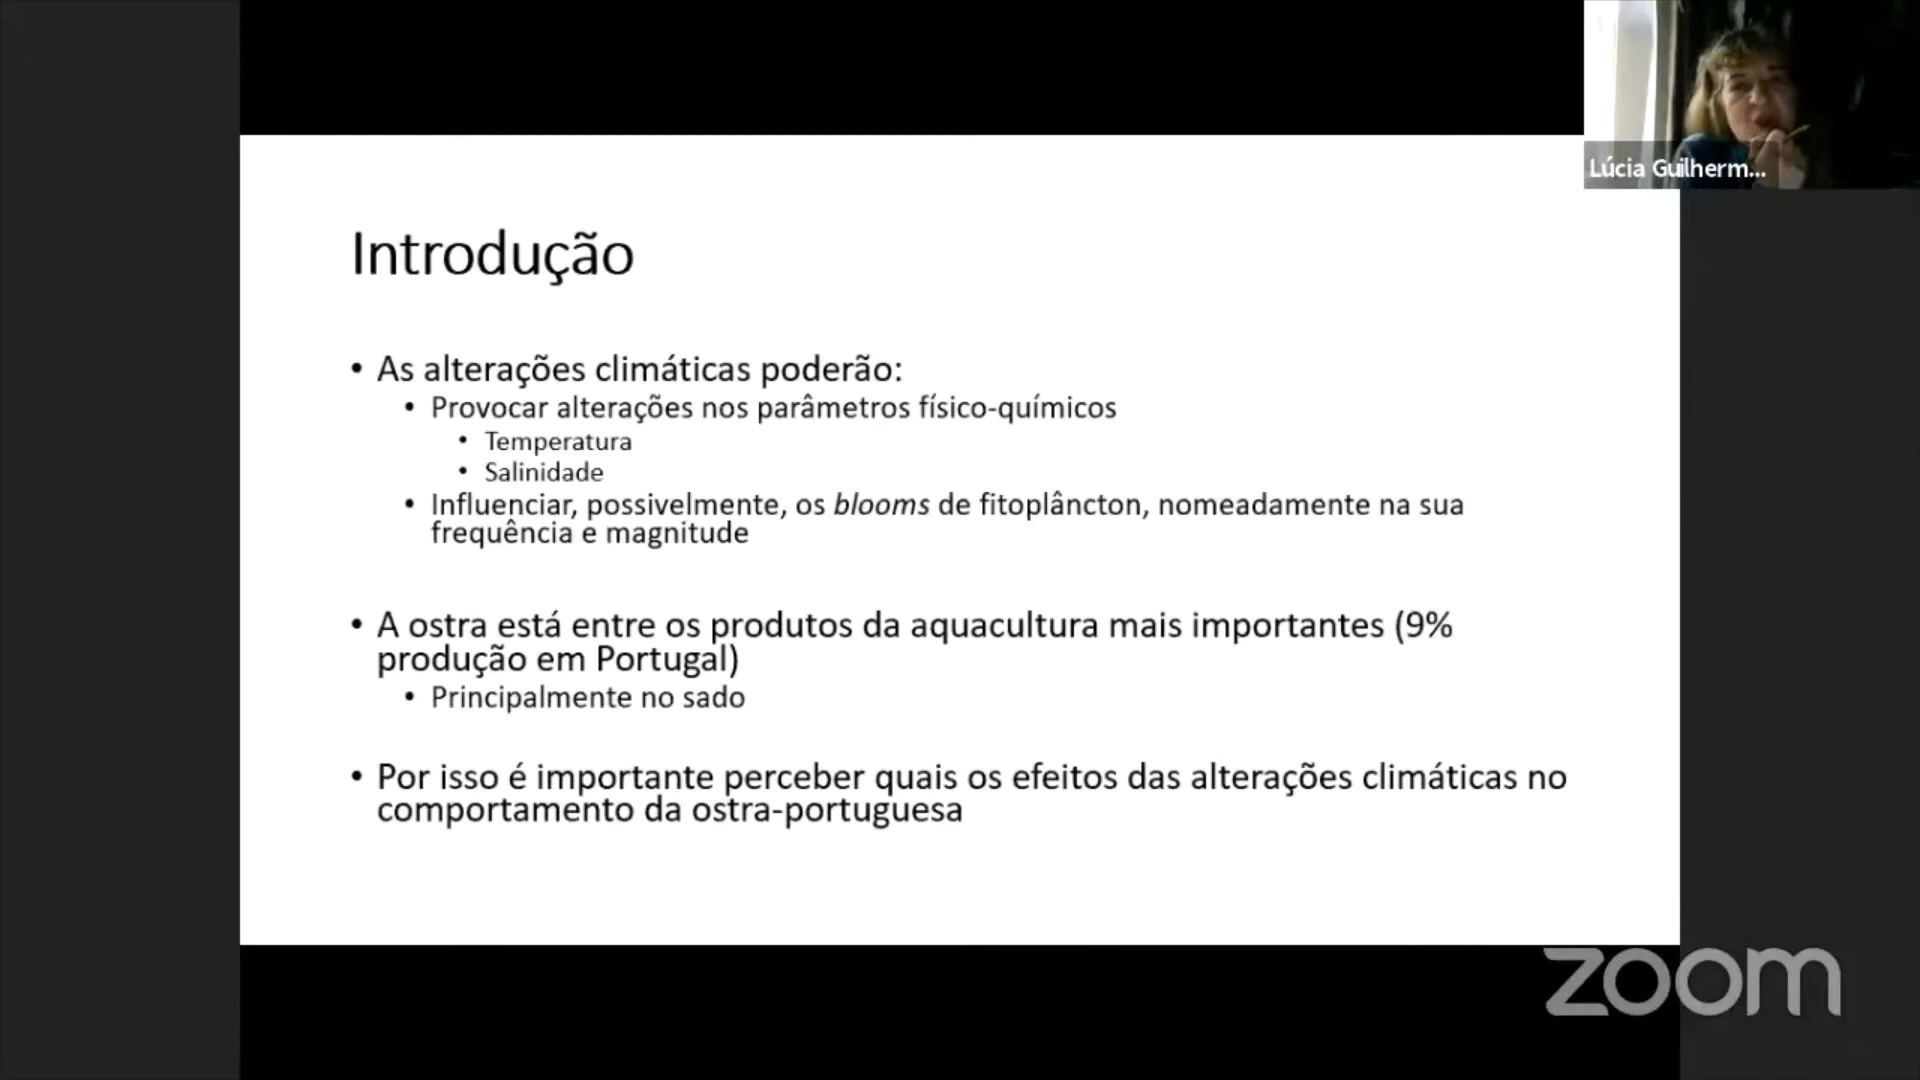 Lúcia Guilherm...
Introdução
• As alterações climáticas poderão:
• Provocar alterações nos parâmetros físico-químicos
• Temperatura
• Salinidade
• Influenciar, possivelmente, os blooms de fitoplâncton, nomeadamente na sua
frequência e magnitude
• A ostra está entre os produtos da aquacultura mais importantes (9%
produção em Portugal)
• Principalmente no sado
• Por isso é importante perceber quais os efeitos das alterações climáticas no
comportamento da ostra-portuguesa
zoom